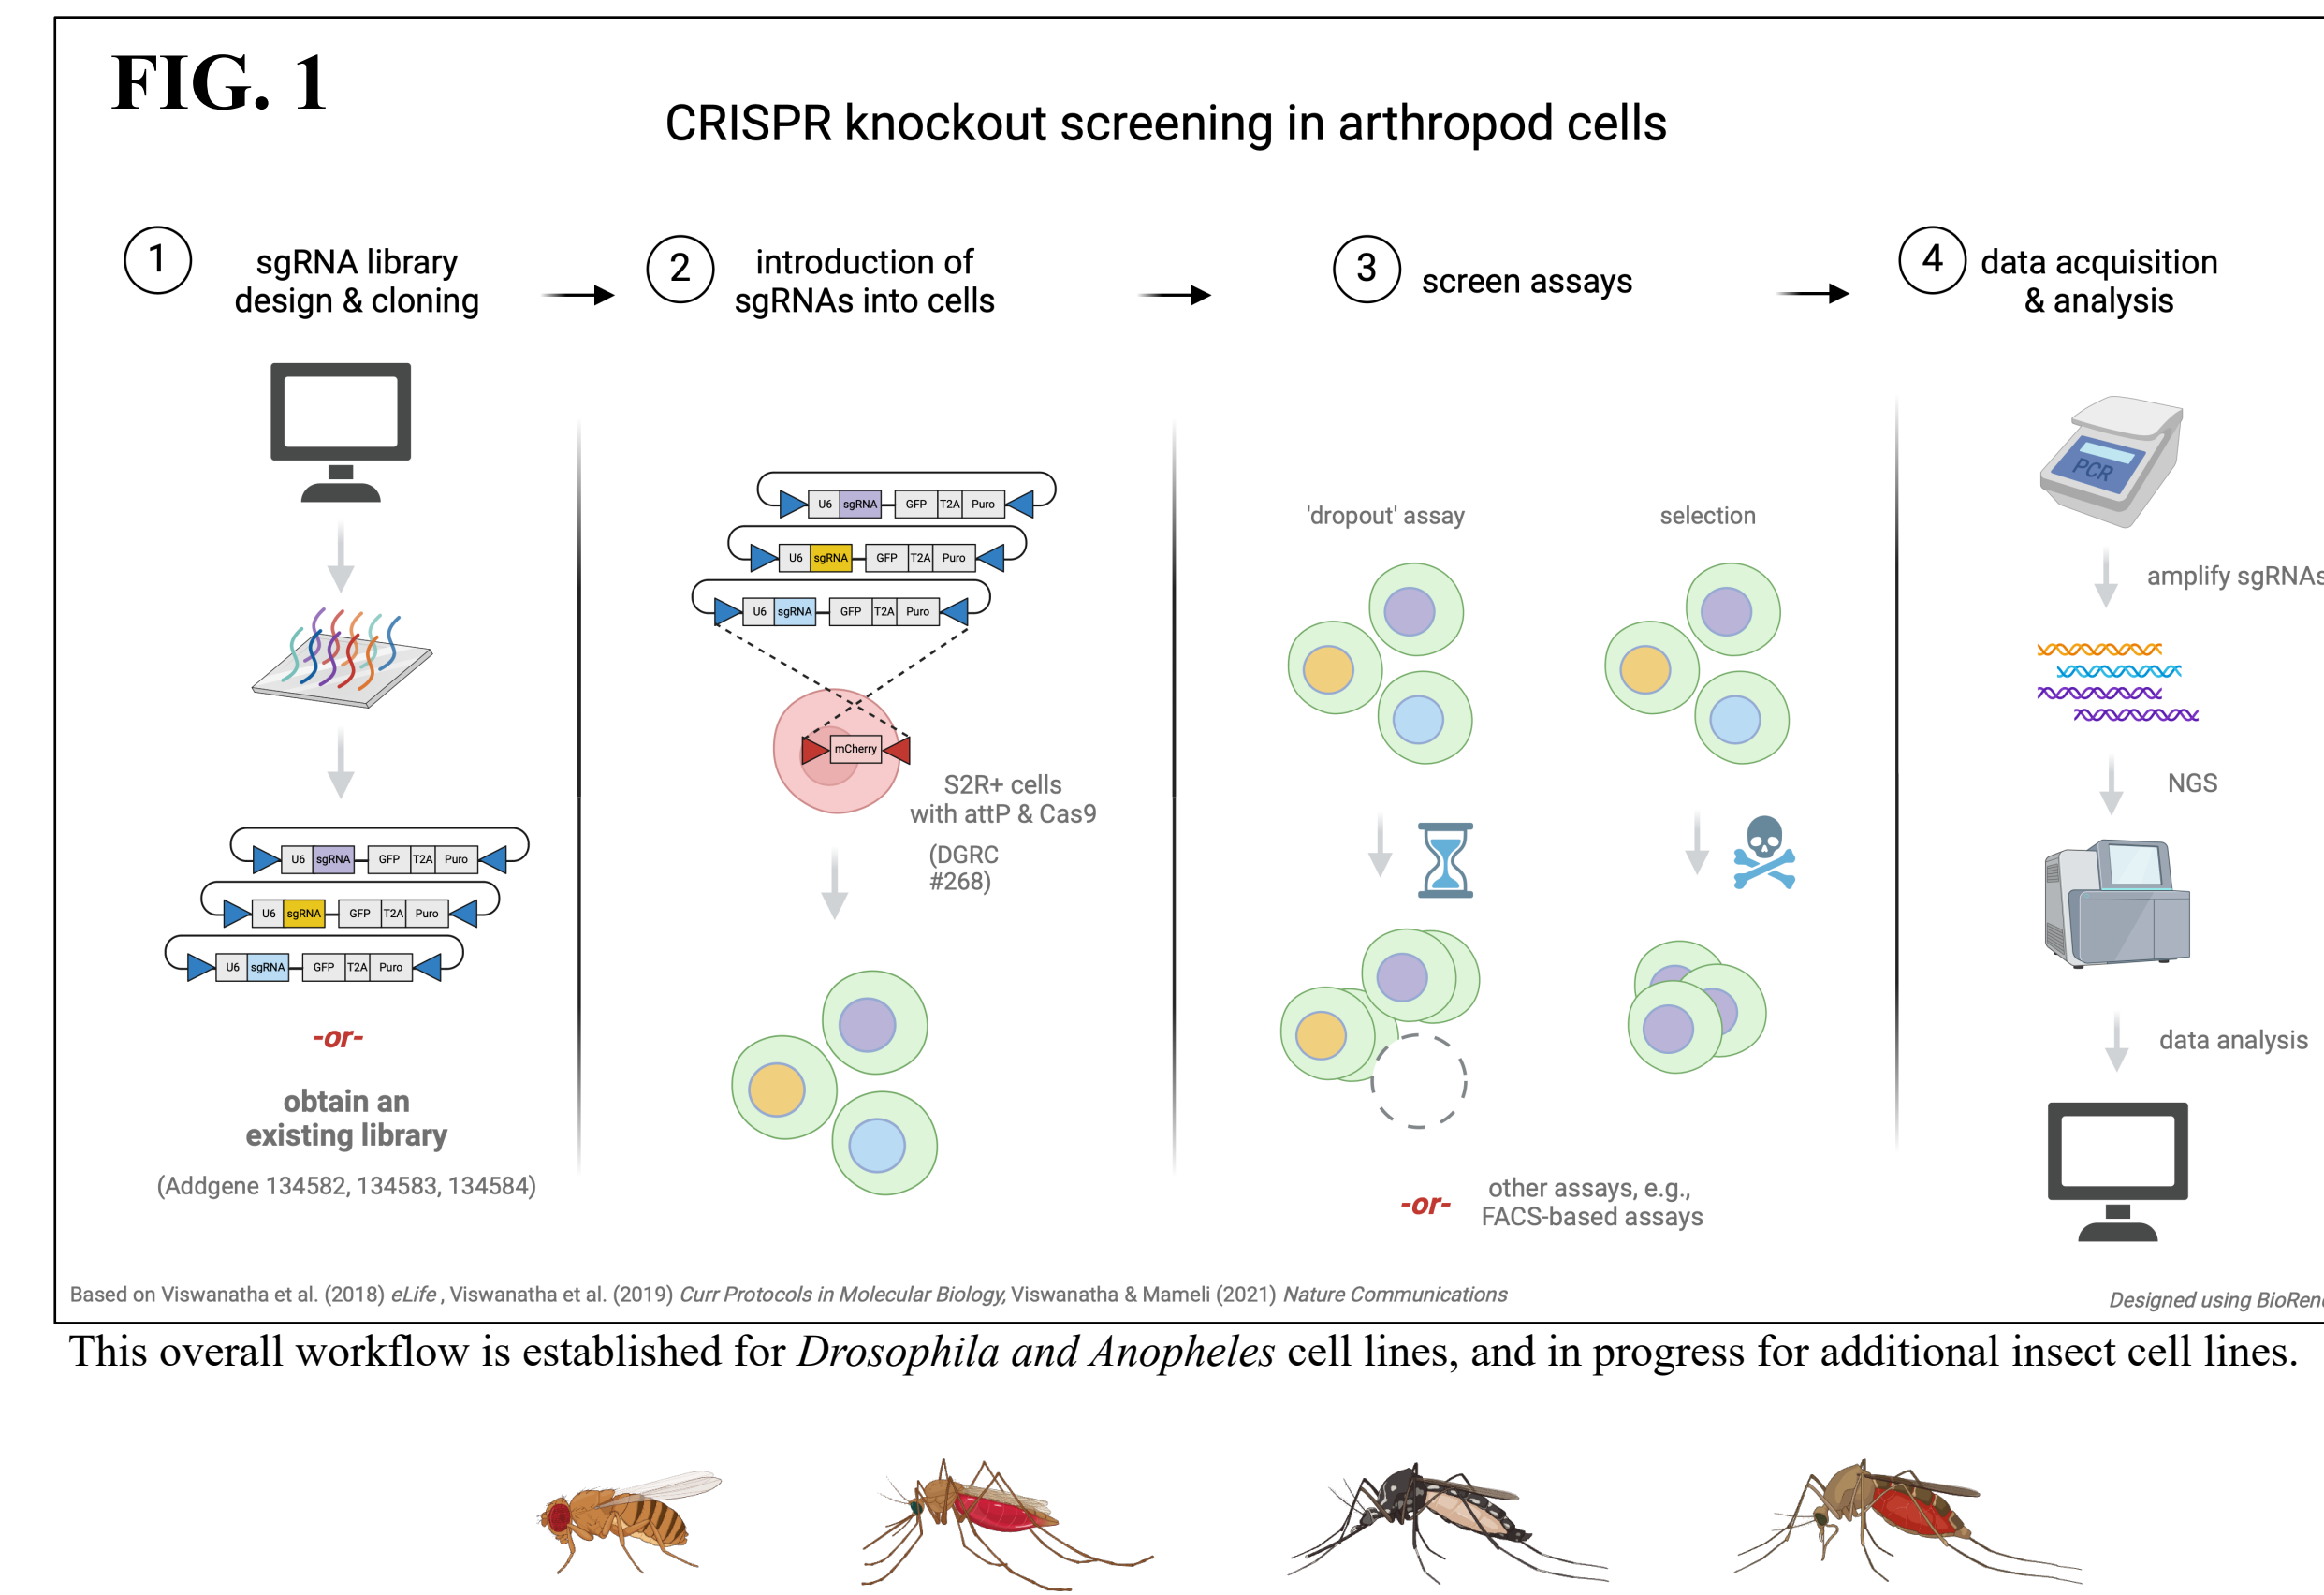 FIG. 1
CRISPR knockout screening in arthropod cells
1
sgRNA library
design & cloning
2
introduction of
sgRNAs into cells
3
screen assays
4
data acquisition
& analysis
U6 sgRNA GFP T2A Puro
U6 sgRNA GFP T2A Puro
U6 sgRNA GFP T2A Puro
-or-
obtain an
existing library
(Addgene 134582, 134583, 134584)
U6 sgRNA GFP T2A Puro
U6 sgRNA GFP T2A Puro
U6 sgRNA GFP T2A Puro
mCherry
S2R+ cells
with attP & Cas9
(DGRC
#268)
'dropout' assay
selection
-or-
other assays, e.g.,
FACS-based assays
PCR
amplify sgRNAs
NGS
data analysis
Based on Viswanatha et al. (2018) eLife , Viswanatha et al. (2019) Curr Protocols in Molecular Biology, Viswanatha & Mameli (2021) Nature Communications
Designed using BioRen
This overall workflow is established for Drosophila and Anopheles cell lines, and in progress for additional insect cell lines.